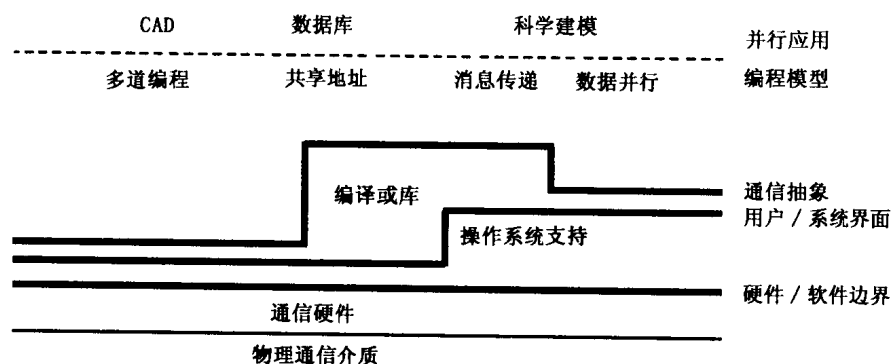 CAD 数据库 科学建模 并行应用
多道编程 共享地址 消息传递 数据并行 编程模型
编译或库 通信抽象
用户 / 系统界面
操作系统支持
硬件 / 软件边界
通信硬件
物理通信介质